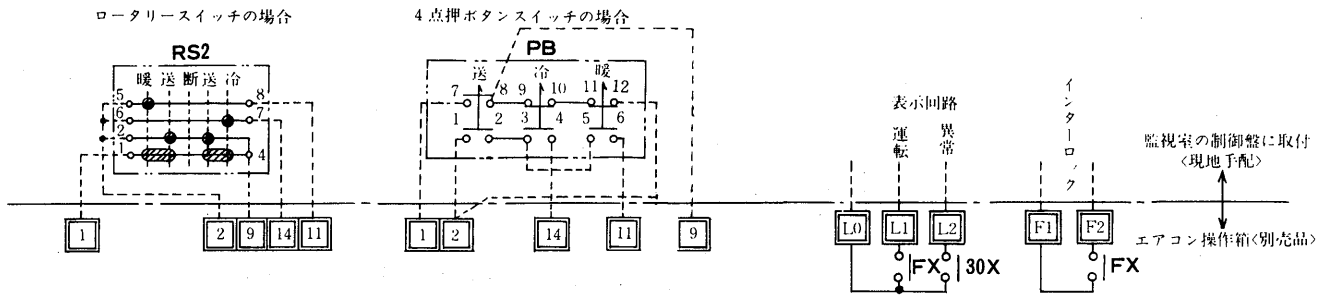 ロータリースイッチの場合
RS2
暖 送 断 送 冷
5 8
6 7
2
1 4
1 2 9 14 11
4点押ボタンスイッチの場合
PB
送 冷 暖
7 8 9 10 11 12
1 2 3 4 5 6
1 2 14 11 9
表示回路
運転
異常
インターロック
L0 L1 L2 F1 F2
FX 30X FX
監視室の制御盤に取付
<現地手配>
エアコン操作箱<別売品>